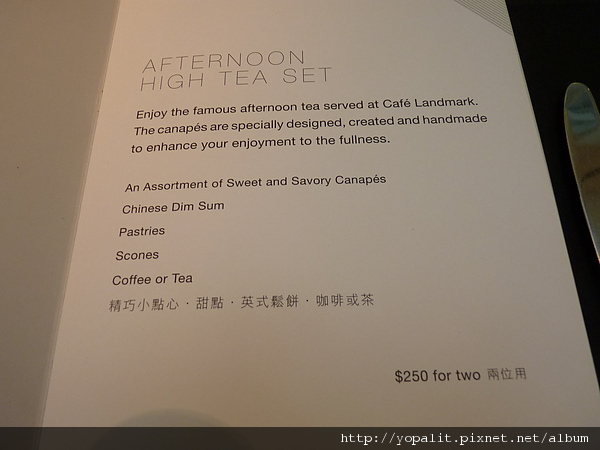 AFTERNOON
HIGH TEA SET
Enjoy the famous afternoon tea served at Café Landmark.
The canapés are specially designed, created and handmade
to enhance your enjoyment to the fullness.
An Assortment of Sweet and Savory Canapés
Chinese Dim Sum
Pastries
Scones
Coffee or Tea
精巧小點心‧甜點‧英式鬆餅‧咖啡或茶
$250 for two 兩位用
http://yopalit.pixnet.net/album